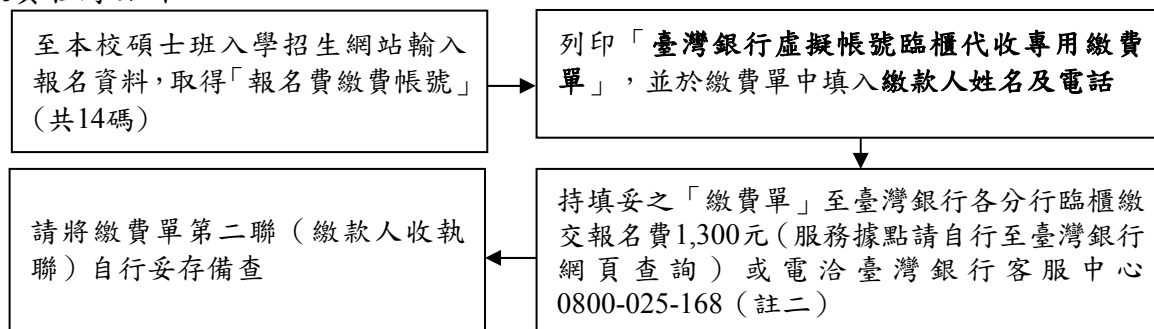 至本校碩士班入學招生網站輸入
報名資料，取得「報名費繳費帳號」
（共14碼）
列印「臺灣銀行虛擬帳號臨櫃代收專用繳費
單」，並於繳費單中填入繳款人姓名及電話
持填妥之「繳費單」至臺灣銀行各分行臨櫃繳
交報名費1,300元（服務據點請自行至臺灣銀行
網頁查詢）或電洽臺灣銀行客服中心
0800-025-168（註二）
請將繳費單第二聯（繳款人收執
聯）自行妥存備查